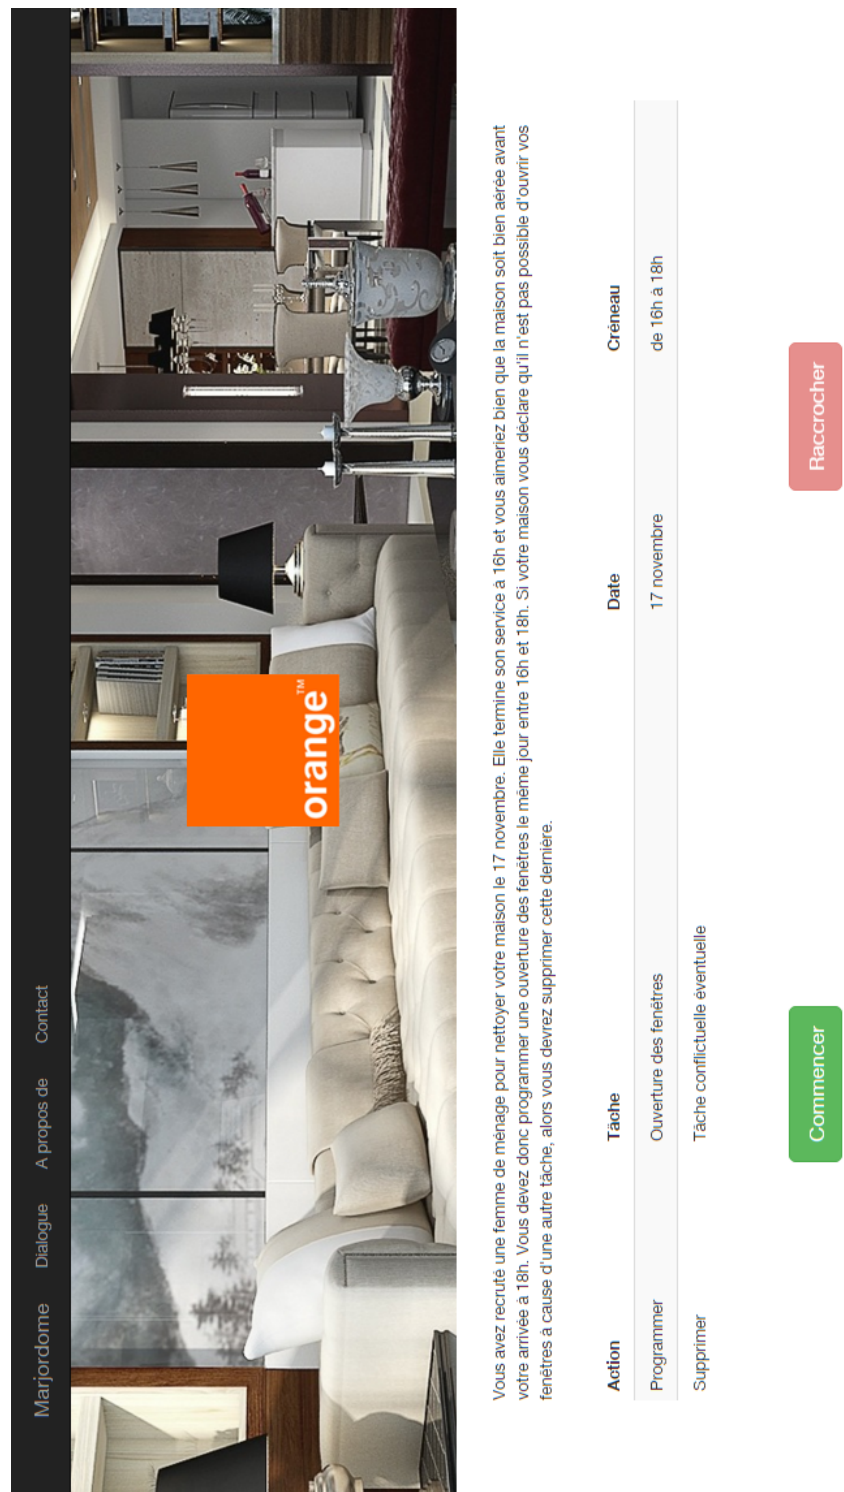 Marjordome Dialogue A propos de Contact
orange™
Vous avez recruté une femme de ménage pour nettoyer votre maison le 17 novembre. Elle termine son service à 16h et vous aimeriez bien que la maison soit bien aérée avant
votre arrivée à 18h. Vous devez donc programmer une ouverture des fenêtres le même jour entre 16h et 18h. Si votre maison vous déclare qu'il n'est pas possible d'ouvrir vos
fenêtres à cause d'une autre tâche, alors vous devrez supprimer cette dernière.
Action Tâche Date Créneau
Programmer Ouverture des fenêtres 17 novembre de 16h à 18h
Supprimer Tâche conflictuelle éventuelle
Commencer Raccrocher